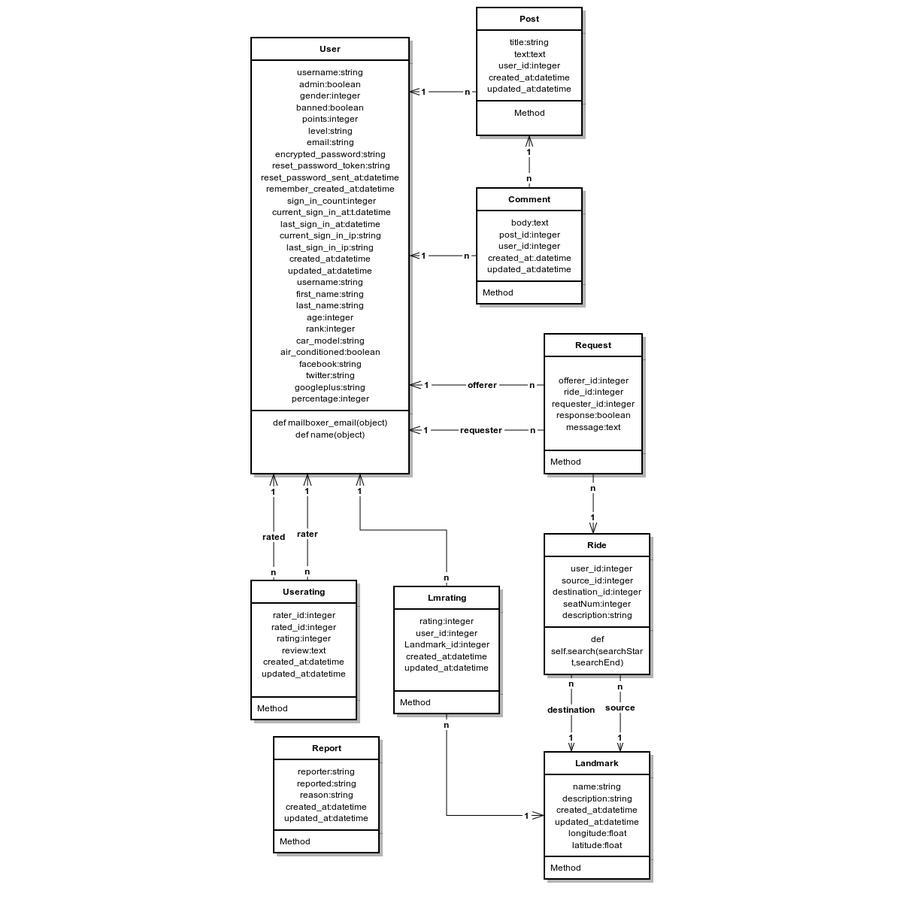 Post
title:string
text:text
user_id:integer
created_at:datetime
updated_at:datetime
Method
User
username:string
admin:boolean
gender:integer
banned:boolean
points:integer
level:string
email:string
encrypted_password:string
reset_password_token:string
reset_password_sent_at:datetime
remember_created_at:datetime
sign_in_count:integer
current_sign_in_at:t.datetime
last_sign_in_at:datetime
current_sign_in_ip:string
last_sign_in_ip:string
created_at:datetime
updated_at:datetime
username:string
first_name:string
last_name:string
age:integer
rank:integer
car_model:string
air_conditioned:boolean
facebook:string
twitter:string
googleplus:string
percentage:integer
def mailboxer_email(object)
def name(object)
1 n
1
n
Comment
body:text
post_id:integer
user_id:integer
created_at:.datetime
updated_at:datetime
Method
1 n
Request
offerer_id:integer
ride_id:integer
requester_id:integer
response:boolean
message:text
Method
1 offerer n
1 requester n
1 1 1
rated rater
n n n
n
1
Ride
user_id:integer
source_id:integer
destination_id:integer
seatNum:integer
description:string
def
self.search(searchStar
t,searchEnd)
Userating
rater_id:integer
rated_id:integer
rating:integer
review:text
created_at:datetime
updated_at:datetime
Method
Lmrating
rating:integer
user_id:integer
Landmark_id:integer
created_at:datetime
updated_at:datetime
Method
n n
destination source
1 1
n
1
Landmark
name:string
description:string
created_at:datetime
updated_at:datetime
longitude:float
latitude:float
Method
Report
reporter:string
reported:string
reason:string
created_at:datetime
updated_at:datetime
Method